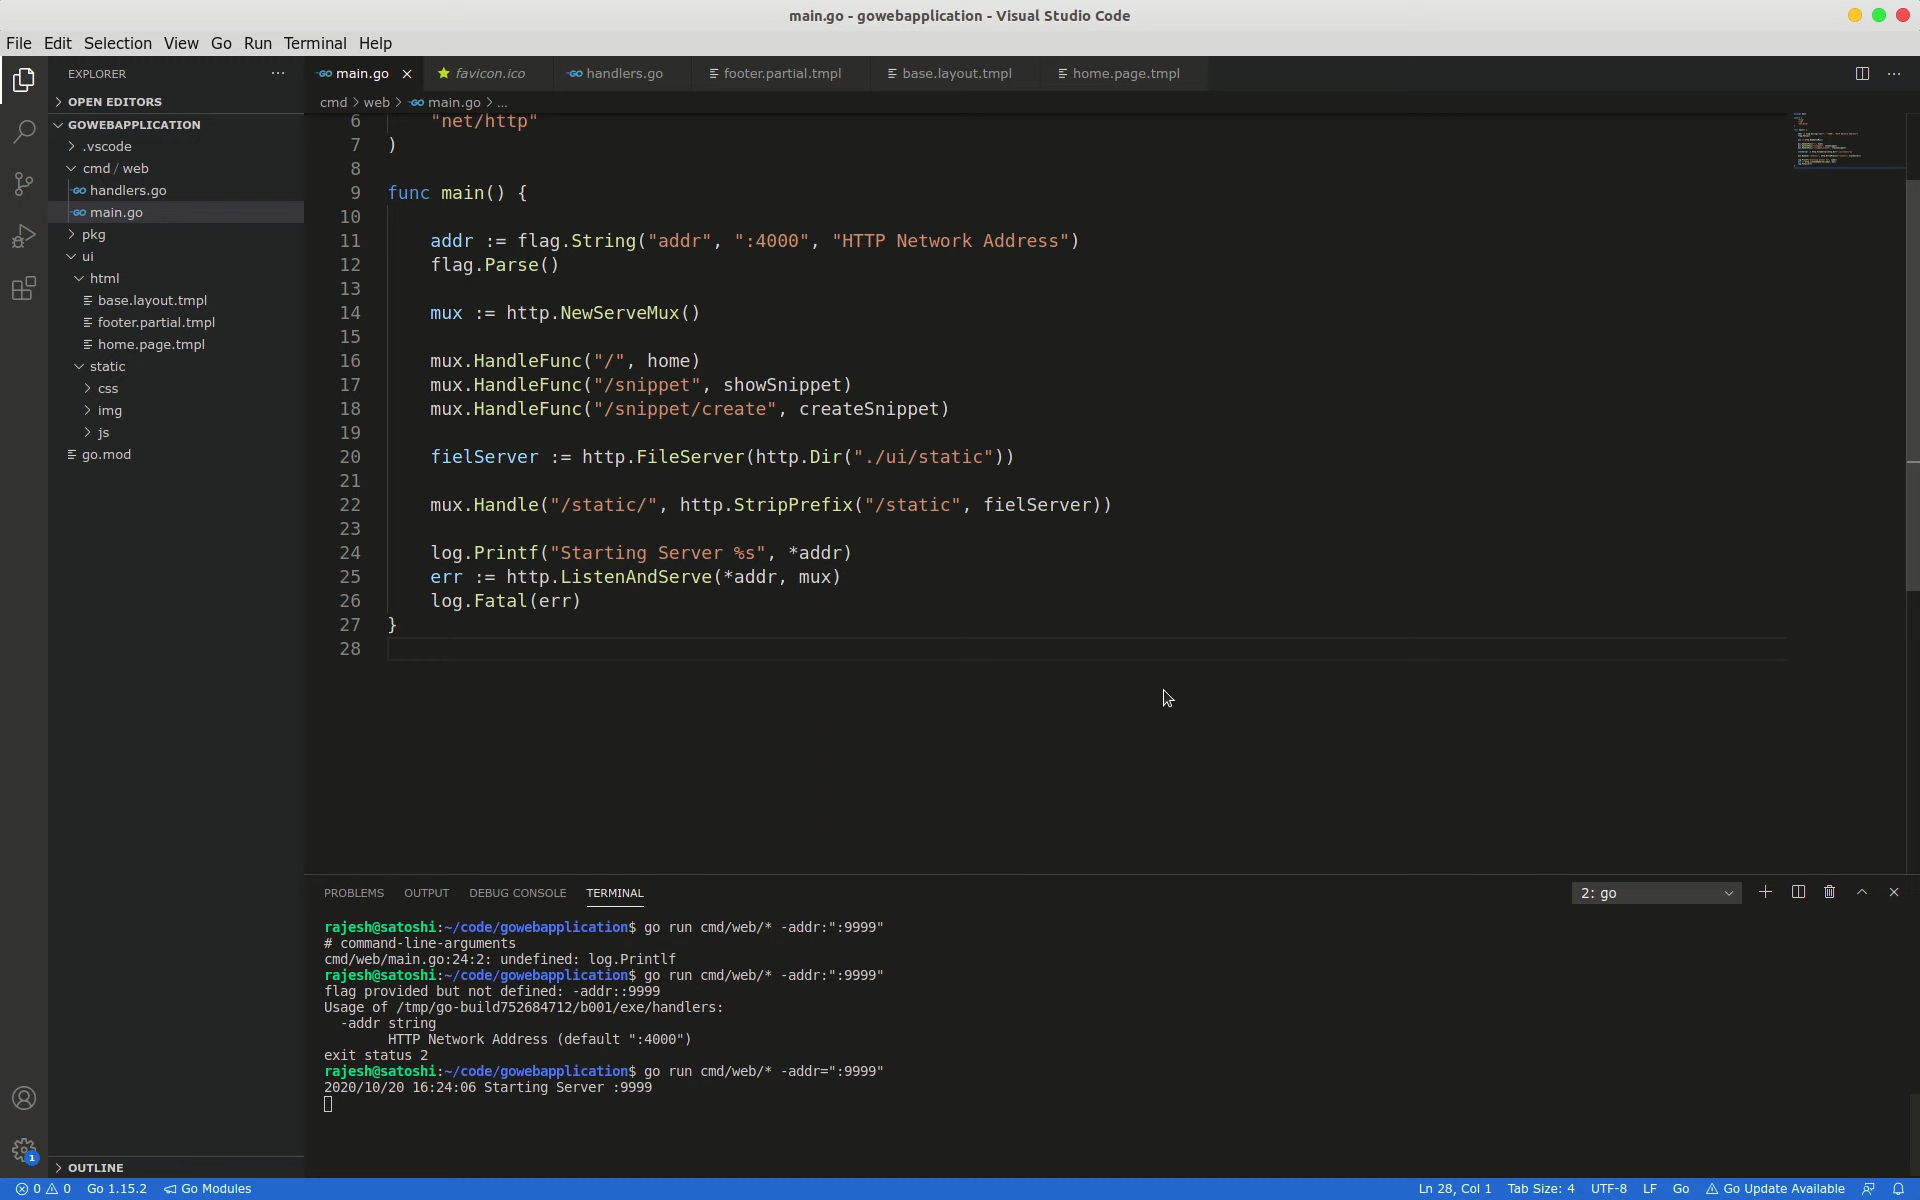 main.go - gowebapplication - Visual Studio Code
File Edit Selection View Go Run Terminal Help
EXPLORER
OPEN EDITORS
GOWEBAPPLICATION
.vscode
cmd / web
handlers.go
main.go
pkg
ui
html
base.layout.tmpl
footer.partial.tmpl
home.page.tmpl
static
css
img
js
go.mod
OUTLINE
main.go favicon.ico handlers.go footer.partial.tmpl base.layout.tmpl home.page.tmpl
cmd > web > main.go > ...
6 "net/http"
7 )
8
9 func main() {
10
11 addr := flag.String("addr", ":4000", "HTTP Network Address")
12 flag.Parse()
13
14 mux := http.NewServeMux()
15
16 mux.HandleFunc("/", home)
17 mux.HandleFunc("/snippet", showSnippet)
18 mux.HandleFunc("/snippet/create", createSnippet)
19
20 fielServer := http.FileServer(http.Dir("./ui/static"))
21
22 mux.Handle("/static/", http.StripPrefix("/static", fielServer))
23
24 log.Printf("Starting Server %s", *addr)
25 err := http.ListenAndServe(*addr, mux)
26 log.Fatal(err)
27 }
28
PROBLEMS OUTPUT DEBUG CONSOLE TERMINAL
2: go
rajesh@satoshi:~/code/gowebapplication$ go run cmd/web/* -addr:":9999"
# command-line-arguments
cmd/web/main.go:24:2: undefined: log.Printlf
rajesh@satoshi:~/code/gowebapplication$ go run cmd/web/* -addr:":9999"
flag provided but not defined: -addr::9999
Usage of /tmp/go-build752684712/b001/exe/handlers:
-addr string
HTTP Network Address (default ":4000")
exit status 2
rajesh@satoshi:~/code/gowebapplication$ go run cmd/web/* -addr=":9999"
2020/10/20 16:24:06 Starting Server :9999
1
0 0 Go 1.15.2 Go Modules
Ln 28, Col 1 Tab Size: 4 UTF-8 LF Go Go Update Available